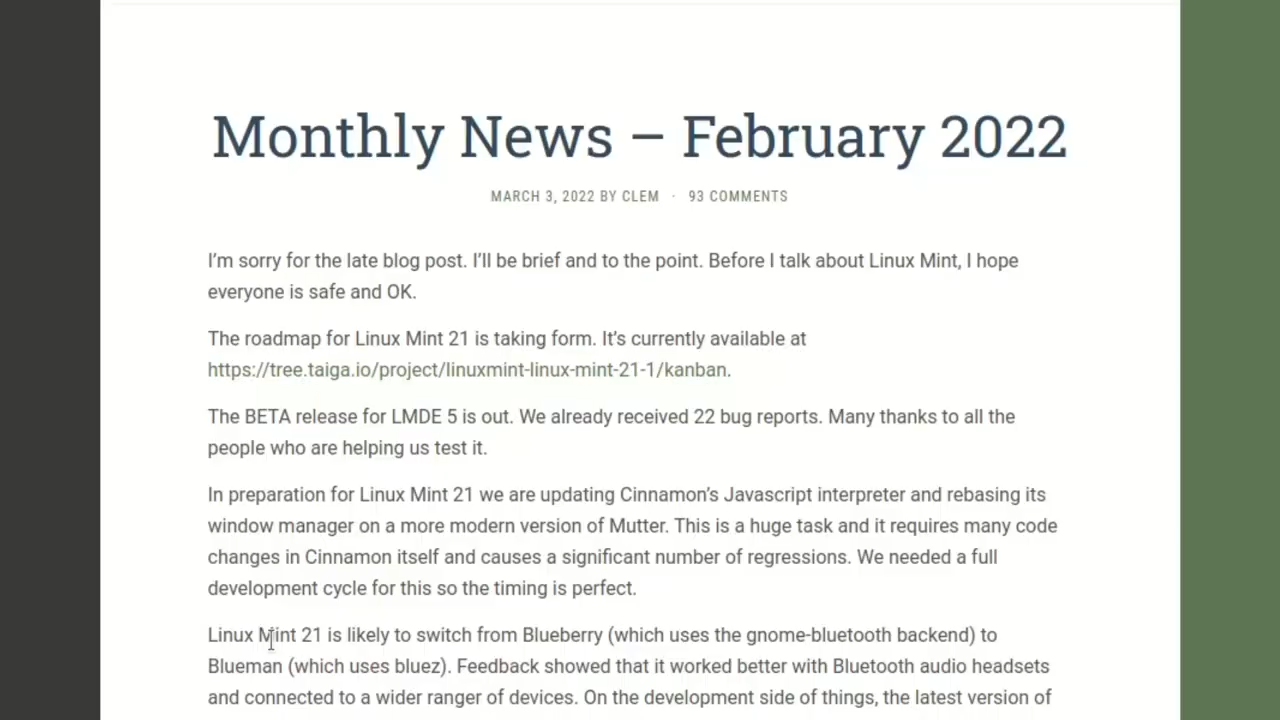 Monthly News – February 2022
MARCH 3, 2022 BY CLEM · 93 COMMENTS
I’m sorry for the late blog post. I’ll be brief and to the point. Before I talk about Linux Mint, I hope
everyone is safe and OK.
The roadmap for Linux Mint 21 is taking form. It’s currently available at
https://tree.taiga.io/project/linuxmint-linux-mint-21-1/kanban.
The BETA release for LMDE 5 is out. We already received 22 bug reports. Many thanks to all the
people who are helping us test it.
In preparation for Linux Mint 21 we are updating Cinnamon’s Javascript interpreter and rebasing its
window manager on a more modern version of Mutter. This is a huge task and it requires many code
changes in Cinnamon itself and causes a significant number of regressions. We needed a full
development cycle for this so the timing is perfect.
Linux Mint 21 is likely to switch from Blueberry (which uses the gnome-bluetooth backend) to
Blueman (which uses bluez). Feedback showed that it worked better with Bluetooth audio headsets
and connected to a wider ranger of devices. On the development side of things, the latest version of